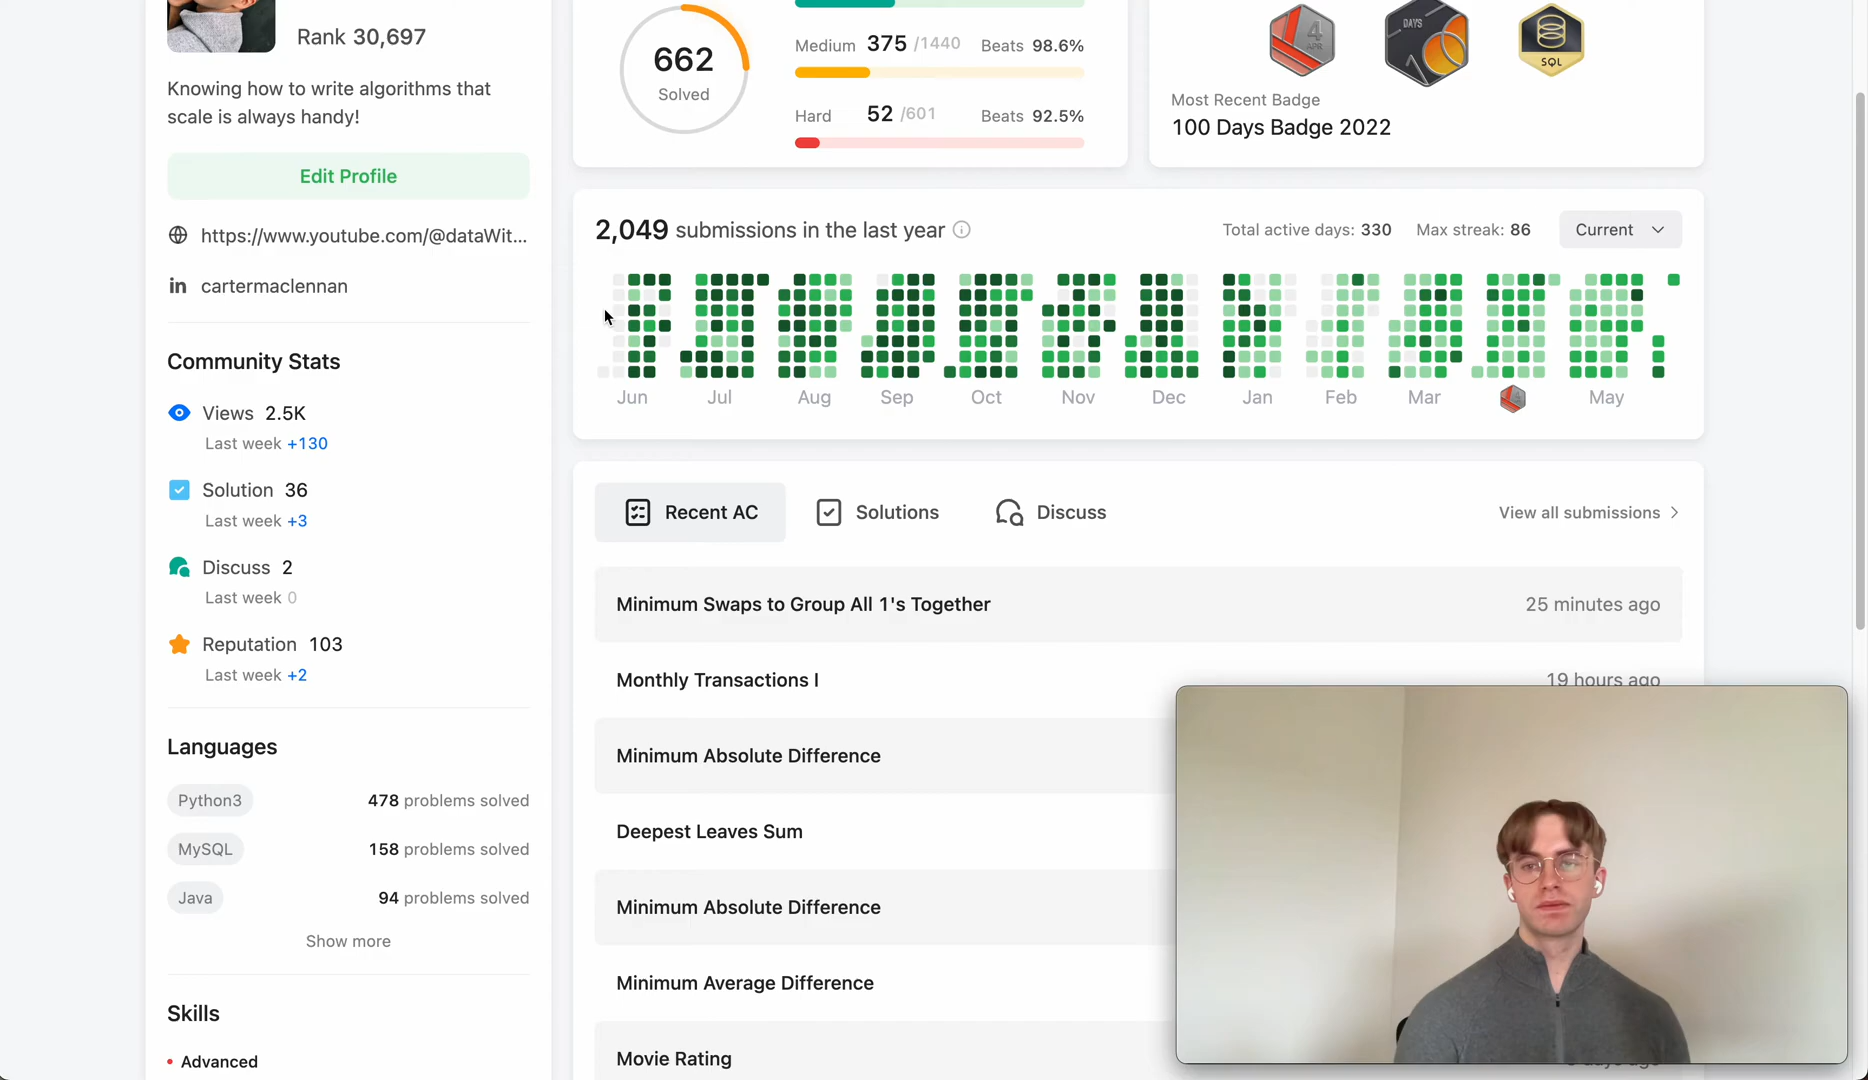 Rank 30,697
Knowing how to write algorithms that
scale is always handy!
Edit Profile
https://www.youtube.com/@dataWit...
in cartermaclennan
Community Stats
Views 2.5K
Last week +130
Solution 36
Last week +3
Discuss 2
Last week 0
Reputation 103
Last week +2
Languages
Python3 478 problems solved
MySQL 158 problems solved
Java 94 problems solved
Show more
Skills
Advanced
662
Solved
Medium 375 /1440 Beats 98.6%
Hard 52 /601 Beats 92.5%
4
APR
DAYS
SQL
Most Recent Badge
100 Days Badge 2022
2,049 submissions in the last year
Total active days: 330 Max streak: 86 Current
Jun Jul Aug Sep Oct Nov Dec Jan Feb Mar May
Recent AC Solutions Discuss View all submissions >
Minimum Swaps to Group All 1's Together 25 minutes ago
Monthly Transactions I 19 hours ago
Minimum Absolute Difference
Deepest Leaves Sum
Minimum Absolute Difference
Minimum Average Difference
Movie Rating